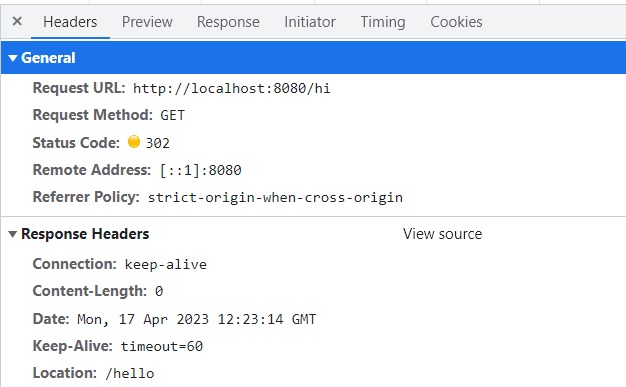 × Headers Preview Response Initiator Timing Cookies
▼ General
Request URL: http://localhost:8080/hi
Request Method: GET
Status Code: 302
Remote Address: [::1]:8080
Referrer Policy: strict-origin-when-cross-origin
▼ Response Headers View source
Connection: keep-alive
Content-Length: 0
Date: Mon, 17 Apr 2023 12:23:14 GMT
Keep-Alive: timeout=60
Location: /hello